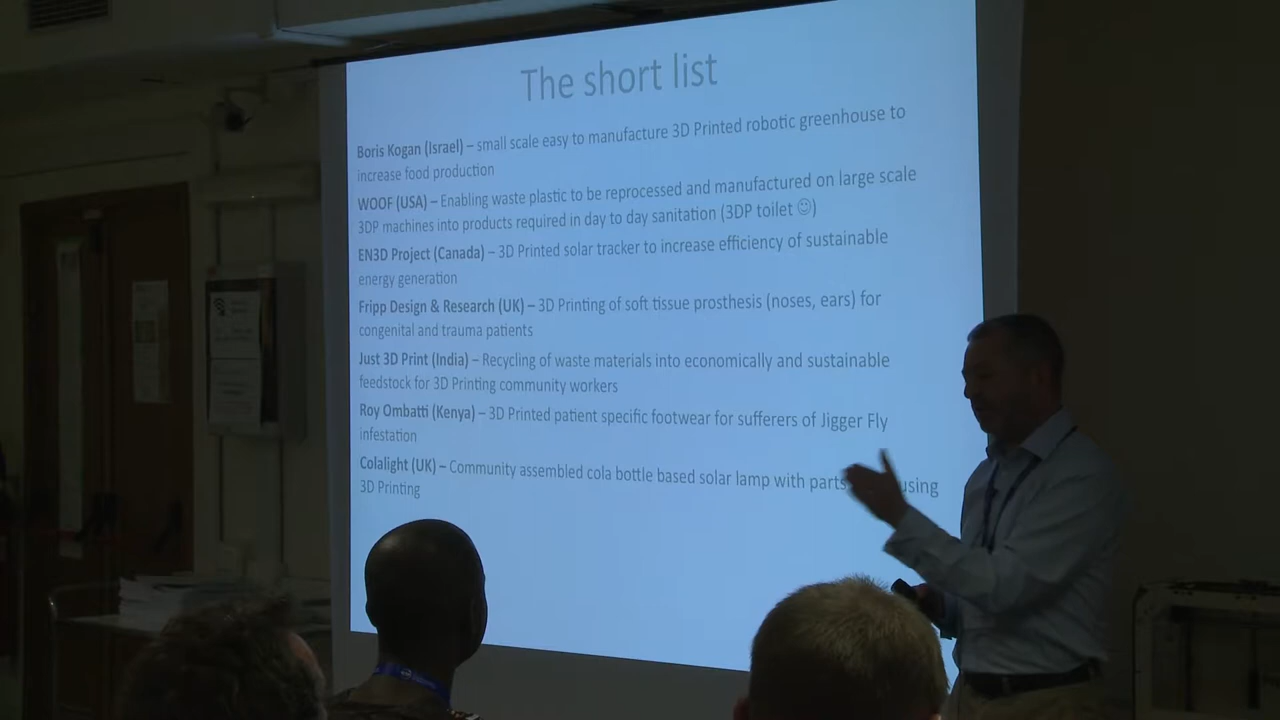 The short list
Boris Kogan (Israel) – small scale easy to manufacture 3D Printed robotic greenhouse to
increase food production
WOOF (USA) – Enabling waste plastic to be reprocessed and manufactured on large scale
3DP machines into products required in day to day sanitation (3DP toilet ☺)
EN3D Project (Canada) – 3D Printed solar tracker to increase efficiency of sustainable
energy generation
Fripp Design & Research (UK) – 3D Printing of soft tissue prosthesis (noses, ears) for
congenital and trauma patients
Just 3D Print (India) – Recycling of waste materials into economically and sustainable
feedstock for 3D Printing community workers
Roy Ombatti (Kenya) – 3D Printed patient specific footwear for sufferers of Jigger Fly
infestation
Colalight (UK) – Community assembled cola bottle based solar lamp with parts using
3D Printing